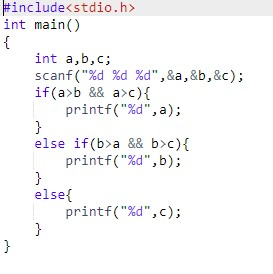 #include<stdio.h>
int main()
{
    int a,b,c;
    scanf("%d %d %d",&a,&b,&c);
    if(a>b && a>c){
        printf("%d",a);
    }
    else if(b>a && b>c){
        printf("%d",b);
    }
    else{
        printf("%d",c);
    }
}